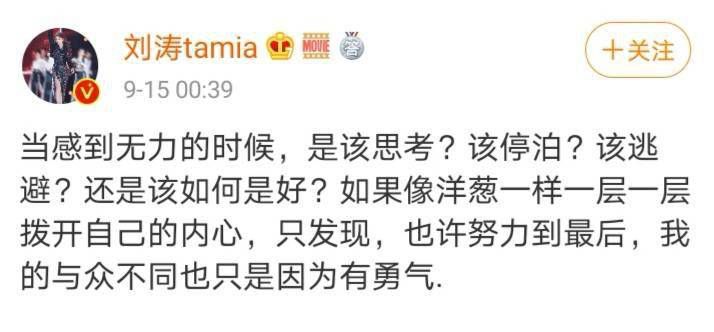 刘涛tamia MOVIE 答
+关注
9-15 00:39
当感到无力的时候，是该思考？该停泊？该逃
避？还是该如何是好？如果像洋葱一样一层一层
拨开自己的内心，只发现，也许努力到最后，我
的与众不同也只是因为有勇气.